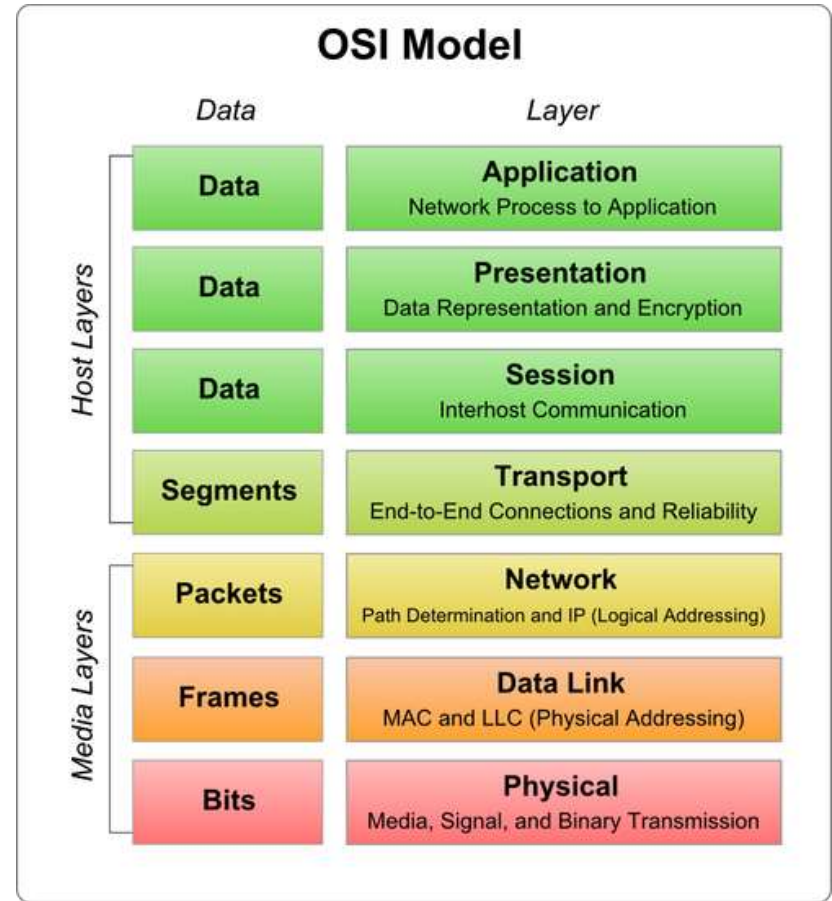 OSI Model
Data
Layer
Host Layers
Data
Application
Network Process to Application
Data
Presentation
Data Representation and Encryption
Data
Session
Interhost Communication
Segments
Transport
End-to-End Connections and Reliability
Media Layers
Packets
Network
Path Determination and IP (Logical Addressing)
Frames
Data Link
MAC and LLC (Physical Addressing)
Bits
Physical
Media, Signal, and Binary Transmission